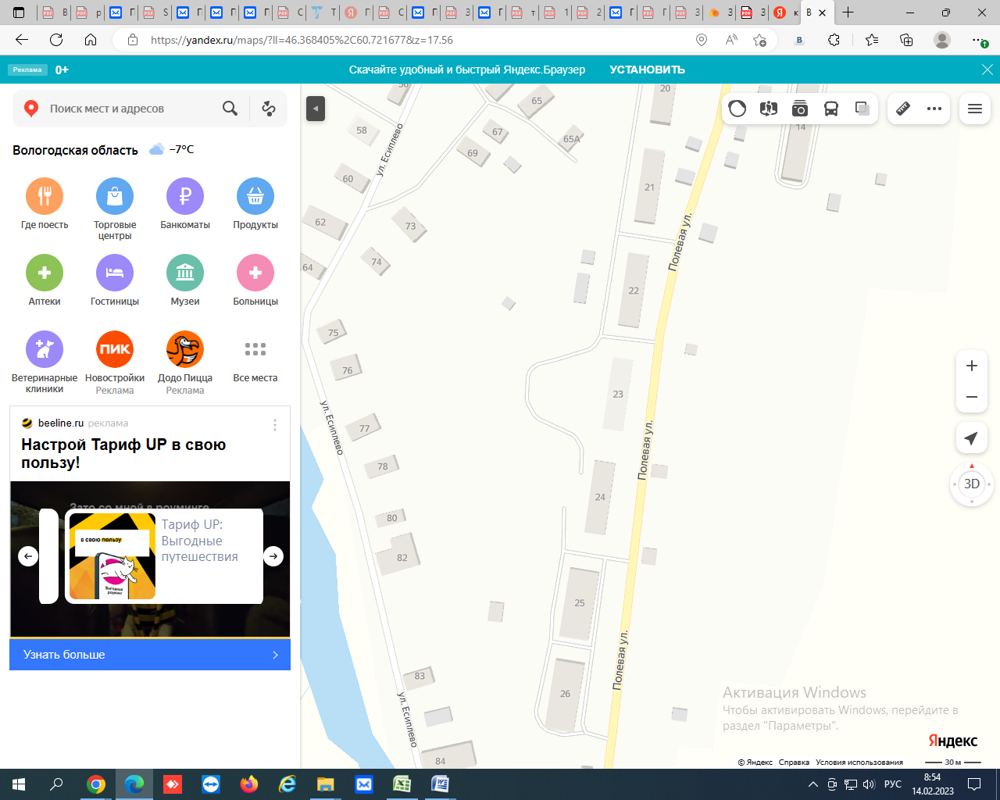 В
р
П
S
П
П
П
С
Т
П
С
П
З
П
т
1
2
П
П
З
З
З
к
В
https://yandex.ru/maps/?ll=46.368405%2C60.721677&z=17.56
Реклама
0+
Скачайте удобный и быстрый Яндекс.Браузер
УСТАНОВИТЬ
Поиск мест и адресов
Вологодская область
−7°C
Где поесть
Торговые центры
Банкоматы
Продукты
Аптеки
Гостиницы
Музеи
Больницы
Ветеринарные клиники
ПИК
Новостройки
Реклама
Додо Пицца
Реклама
Все места
beeline.ru реклама
Настрой Тариф UP в свою
пользу!
Зато со мной в роуминге
в свою пользу
Выгодный
роуминг
Тариф UP:
Выгодные
путешествия
Узнать больше
56
65
20
58
67
65А
14
69
ул. Есиплево
60
21
62
73
Полевая ул.
74
64
22
75
76
23
ул. Есиплево
77
Полевая ул.
78
24
80
82
25
Полевая ул.
83
26
ул. Есиплево
84
3D
Активация Windows
Чтобы активировать Windows, перейдите в
раздел "Параметры".
Яндекс
© Яндекс Справка Условия использования
30 м
РУС
8:54
14.02.2023